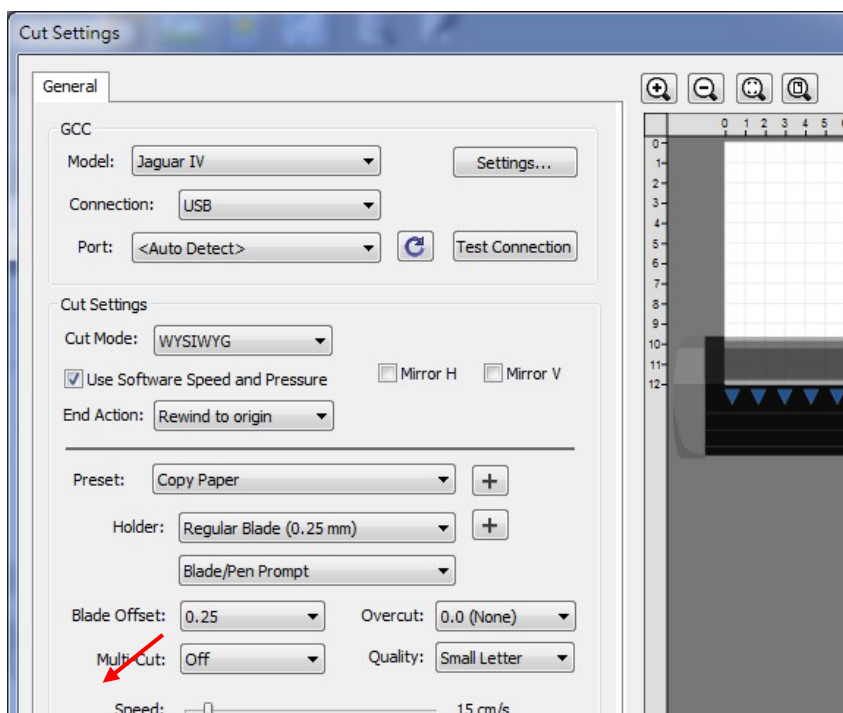 Cut Settings
General
GCC
Model: Jaguar IV Settings...
Connection: USB
Port: <Auto Detect> Test Connection
Cut Settings
Cut Mode: WYSIWYG
Use Software Speed and Pressure Mirror H Mirror V
End Action: Rewind to origin
Preset: Copy Paper +
Holder: Regular Blade (0.25 mm) +
Blade/Pen Prompt
Blade Offset: 0.25 Overcut: 0.0 (None)
Multi-Cut: Off Quality: Small Letter
Speed: 15 cm/s
0 1 2 3 4 5
0
1
2
3
4
5
6
7
8
9
10
11
12